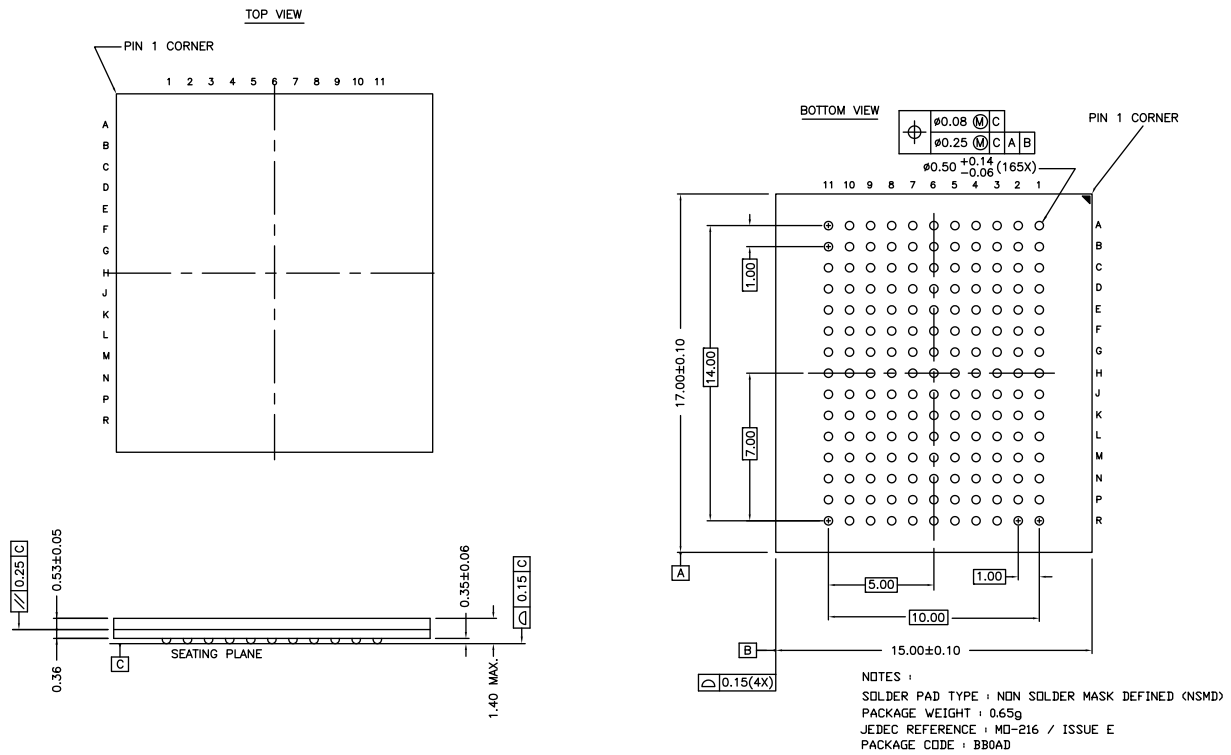 TOP VIEW
PIN 1 CORNER
1 2 3 4 5 6 7 8 9 10 11
A
B
C
D
E
F
G
H
J
K
L
M
N
P
R
// 0.25 C
0.53±0.05
0.36
C
SEATING PLANE
0.35±0.06
1.40 MAX.
⌓ 0.15 C
BOTTOM VIEW
⌖ ø0.08 Ⓜ C
ø0.25 Ⓜ C A B
PIN 1 CORNER
ø0.50 +0.14 -0.06 (165X)
11 10 9 8 7 6 5 4 3 2 1
A
B
C
D
E
F
G
H
J
K
L
M
N
P
R
1.00
17.00±0.10
14.00
7.00
A
5.00
1.00
10.00
B
15.00±0.10
⌓ 0.15(4X)
NOTES :
SOLDER PAD TYPE : NON SOLDER MASK DEFINED (NSMD)
PACKAGE WEIGHT : 0.65g
JEDEC REFERENCE : MO-216 / ISSUE E
PACKAGE CODE : BB0AD